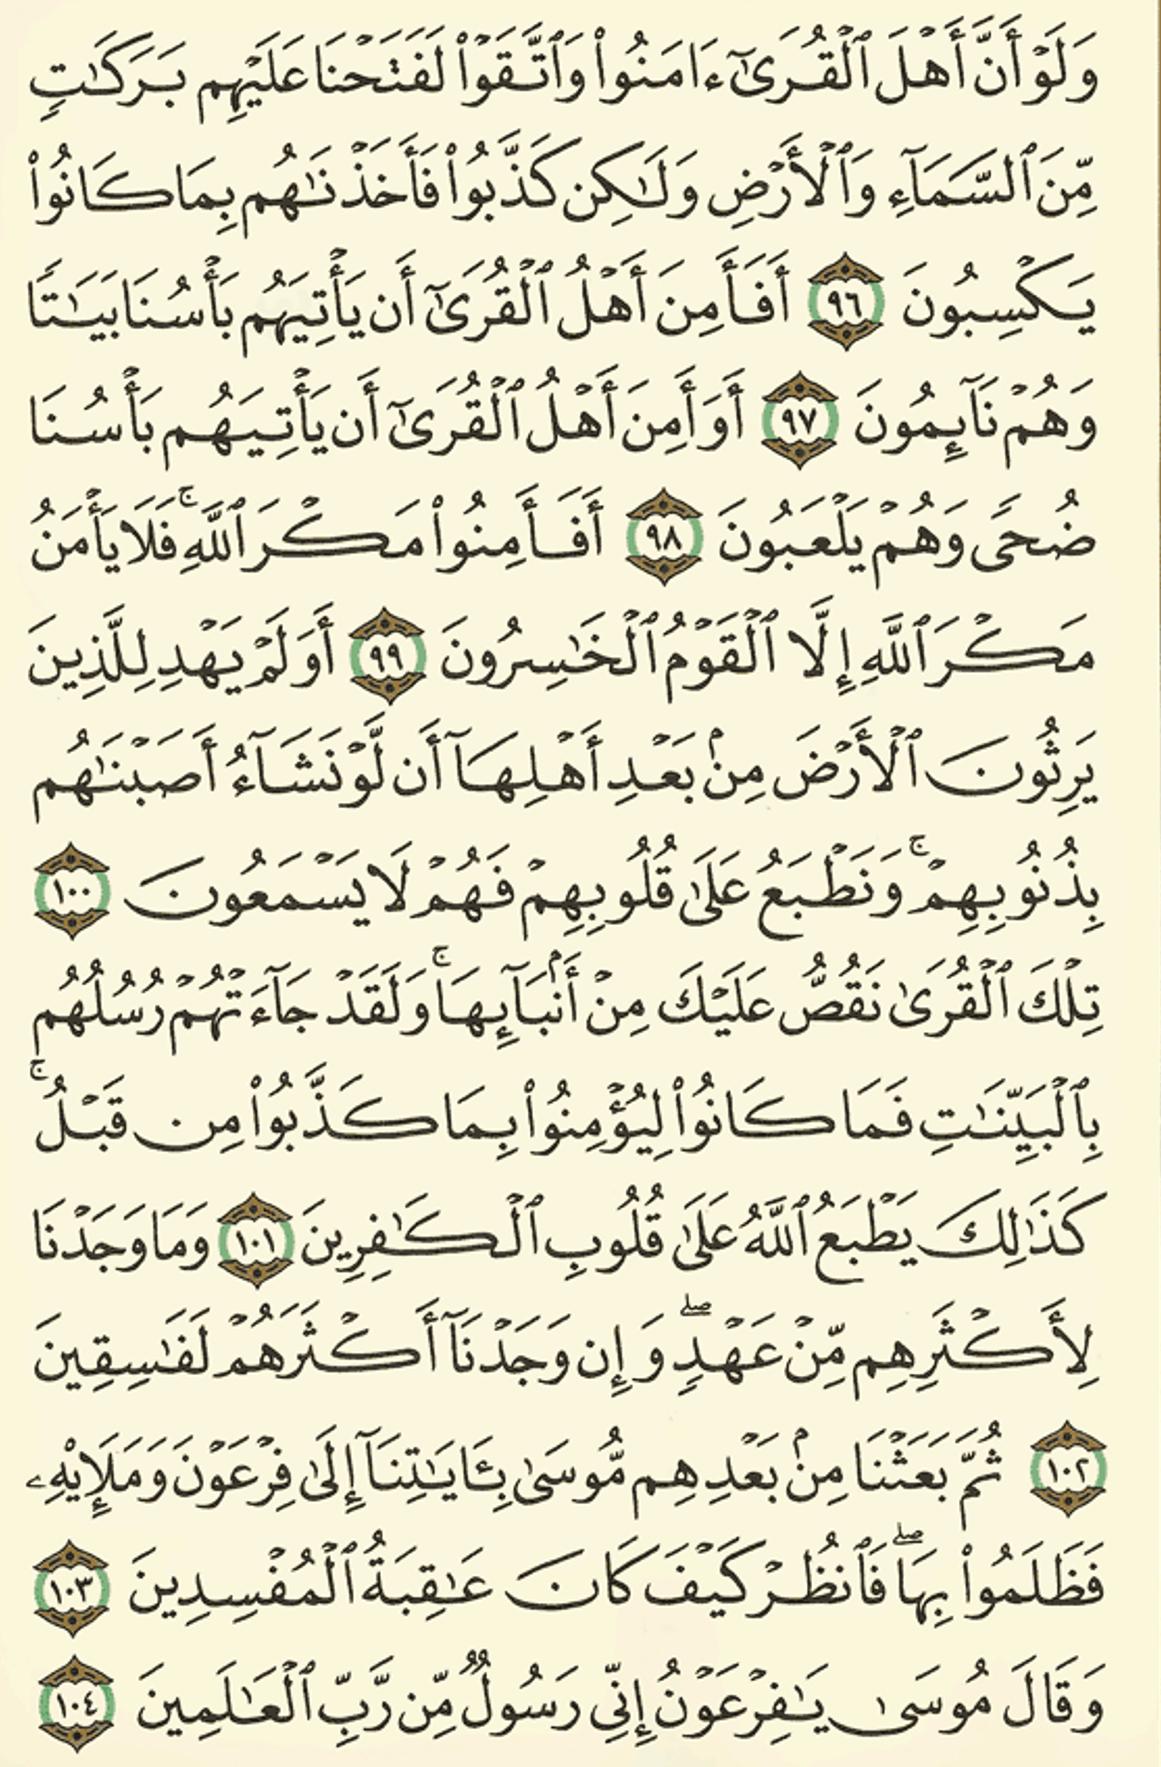 وَلَوْ أَنَّ أَهْلَ ٱلْقُرَىٰٓ ءَامَنُوا۟ وَٱتَّقَوْا۟ لَفَتَحْنَا عَلَيْهِم بَرَكَـٰتٍ
مِّنَ ٱلسَّمَآءِ وَٱلْأَرْضِ وَلَـٰكِن كَذَّبُوا۟ فَأَخَذْنَـٰهُم بِمَا كَانُوا۟
يَكْسِبُونَ ٩٦ أَفَأَمِنَ أَهْلُ ٱلْقُرَىٰٓ أَن يَأْتِيَهُم بَأْسُنَا بَيَـٰتًا
وَهُمْ نَآئِمُونَ ٩٧ أَوَأَمِنَ أَهْلُ ٱلْقُرَىٰٓ أَن يَأْتِيَهُم بَأْسُنَا
ضُحًى وَهُمْ يَلْعَبُونَ ٩٨ أَفَأَمِنُوا۟ مَكْرَ ٱللَّهِ ۚ فَلَا يَأْمَنُ
مَكْرَ ٱللَّهِ إِلَّا ٱلْقَوْمُ ٱلْخَـٰسِرُونَ ٩٩ أَوَلَمْ يَهْدِ لِلَّذِينَ
يَرِثُونَ ٱلْأَرْضَ مِنۢ بَعْدِ أَهْلِهَآ أَن لَّوْ نَشَآءُ أَصَبْنَـٰهُم
بِذُنُوبِهِمْ ۚ وَنَطْبَعُ عَلَىٰ قُلُوبِهِمْ فَهُمْ لَا يَسْمَعُونَ ١٠٠
تِلْكَ ٱلْقُرَىٰ نَقُصُّ عَلَيْكَ مِنْ أَنۢبَآئِهَا ۚ وَلَقَدْ جَآءَتْهُمْ رُسُلُهُم
بِٱلْبَيِّنَـٰتِ فَمَا كَانُوا۟ لِيُؤْمِنُوا۟ بِمَا كَذَّبُوا۟ مِن قَبْلُ ۚ
كَذَٰلِكَ يَطْبَعُ ٱللَّهُ عَلَىٰ قُلُوبِ ٱلْكَـٰفِرِينَ ١٠١ وَمَا وَجَدْنَا
لِأَكْثَرِهِم مِّنْ عَهْدٍ ۖ وَإِن وَجَدْنَآ أَكْثَرَهُمْ لَفَـٰسِقِينَ
١٠٢ ثُمَّ بَعَثْنَا مِنۢ بَعْدِهِم مُّوسَىٰ بِـَٔايَـٰتِنَآ إِلَىٰ فِرْعَوْنَ وَمَلَإِي۟هِۦ
فَظَلَمُوا۟ بِهَا ۖ فَٱنظُرْ كَيْفَ كَانَ عَـٰقِبَةُ ٱلْمُفْسِدِينَ ١٠٣
وَقَالَ مُوسَىٰ يَـٰفِرْعَوْنُ إِنِّى رَسُولٌ مِّن رَّبِّ ٱلْعَـٰلَمِينَ ١٠٤